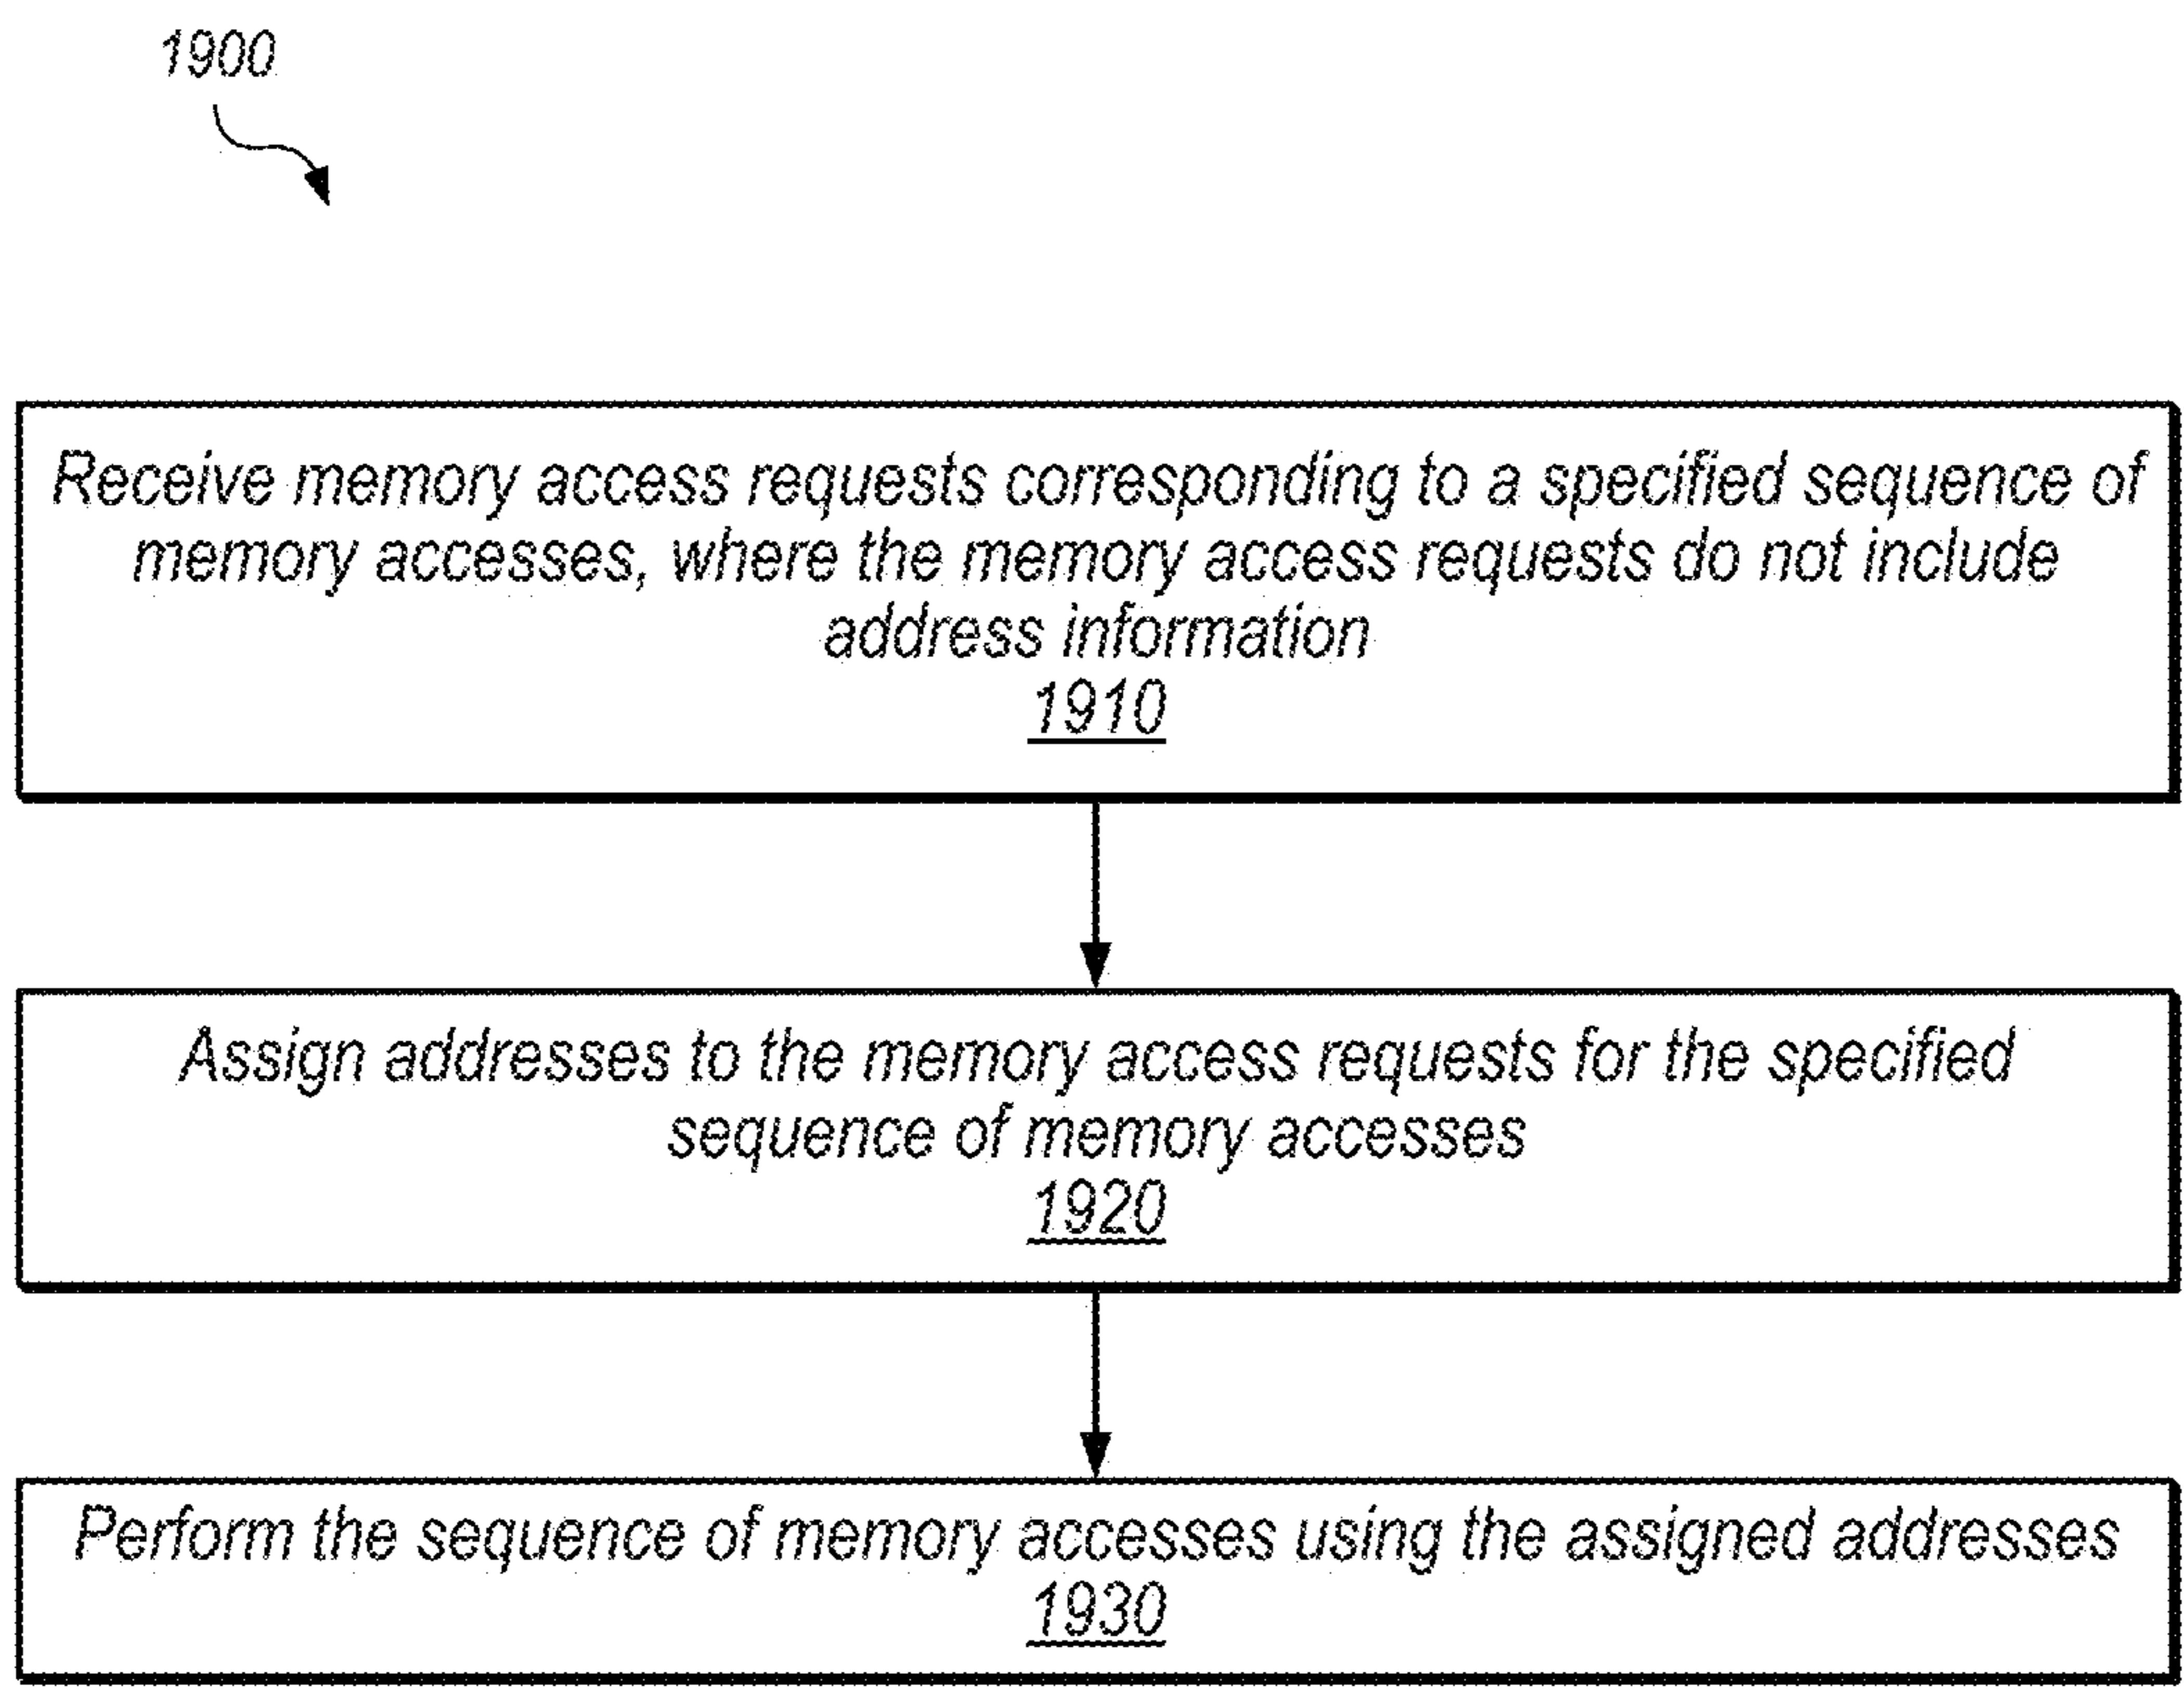 1900
Receive memory access requests corresponding to a specified sequence of
memory accesses, where the memory access requests do not include
address information
1910
Assign addresses to the memory access requests for the specified
sequence of memory accesses
1920
Perform the sequence of memory accesses using the assigned addresses
1930